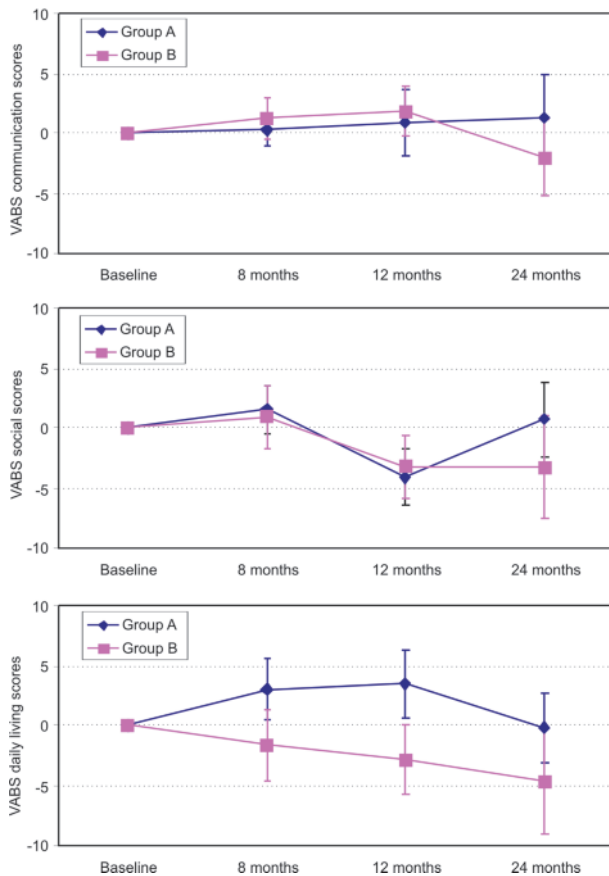 10
Group A
Group B
5
0
-5
-10
VABS communication scores
Baseline 8 months 12 months 24 months
10
Group A
Group B
5
0
-5
-10
VABS social scores
Baseline 8 months 12 months 24 months
10
Group A
Group B
5
0
-5
-10
VABS daily living scores
Baseline 8 months 12 months 24 months